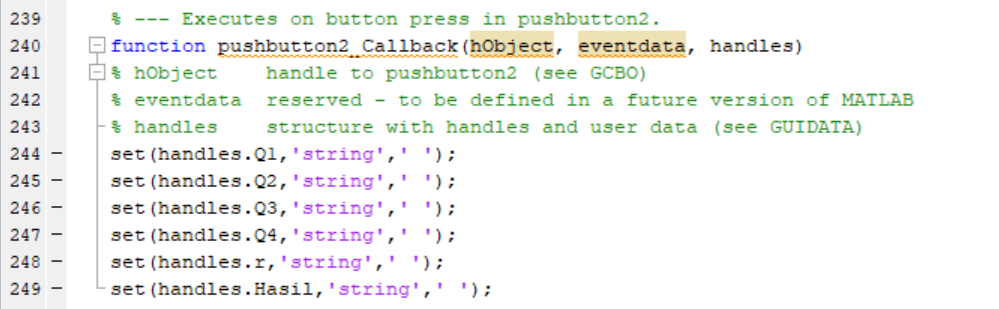 239 % --- Executes on button press in pushbutton2.
240 function pushbutton2_Callback(hObject, eventdata, handles)
241 % hObject    handle to pushbutton2 (see GCBO)
242 % eventdata  reserved - to be defined in a future version of MATLAB
243 % handles    structure with handles and user data (see GUIDATA)
244 - set(handles.Q1,'string',' ');
245 - set(handles.Q2,'string',' ');
246 - set(handles.Q3,'string',' ');
247 - set(handles.Q4,'string',' ');
248 - set(handles.r,'string',' ');
249 - set(handles.Hasil,'string',' ');